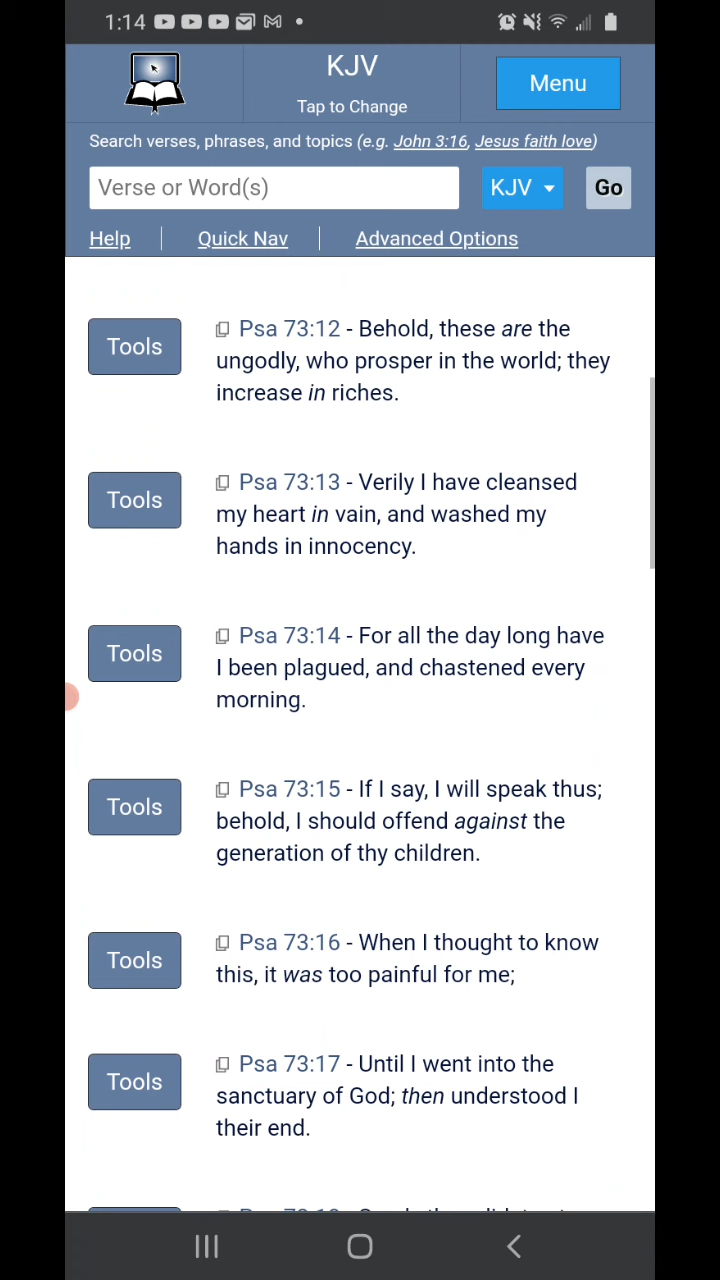 1:14
KJV
Tap to Change
Menu
Search verses, phrases, and topics (e.g. John 3:16, Jesus faith love)
Verse or Word(s)
KJV
Go
Help
Quick Nav
Advanced Options
Tools
Psa 73:12 - Behold, these are the
ungodly, who prosper in the world; they
increase in riches.
Tools
Psa 73:13 - Verily I have cleansed
my heart in vain, and washed my
hands in innocency.
Tools
Psa 73:14 - For all the day long have
I been plagued, and chastened every
morning.
Tools
Psa 73:15 - If I say, I will speak thus;
behold, I should offend against the
generation of thy children.
Tools
Psa 73:16 - When I thought to know
this, it was too painful for me;
Tools
Psa 73:17 - Until I went into the
sanctuary of God; then understood I
their end.